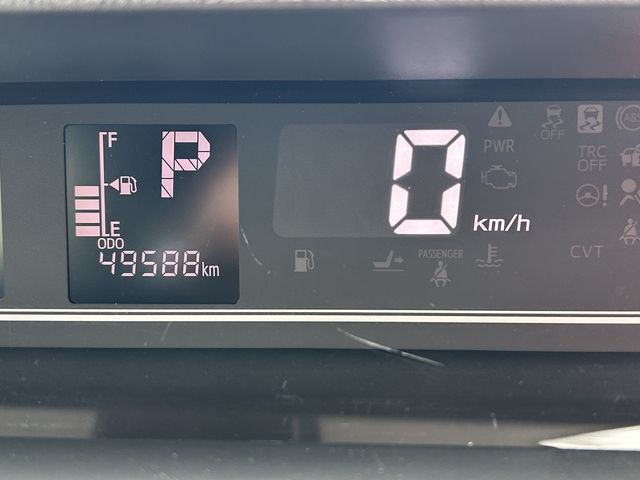 F
P
E
ODO
49588km
0 km/h
PWR
OFF
ABS
TRC
OFF
PASSENGER
CVT